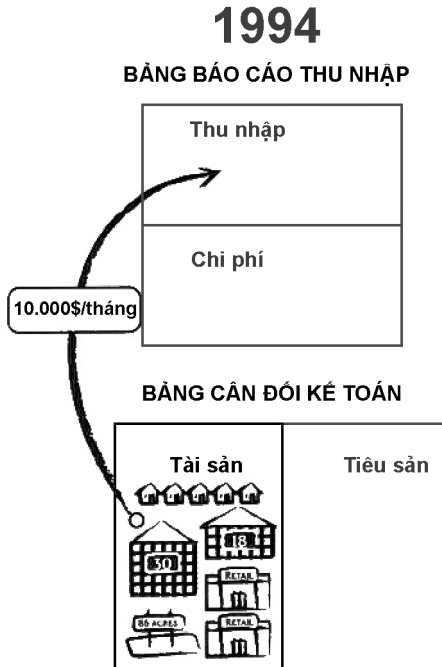 1994
BẢNG BÁO CÁO THU NHẬP
Thu nhập
Chi phí
10.000$/tháng
BẢNG CÂN ĐỐI KẾ TOÁN
Tài sản
Tiêu sản
30
18
RETAIL
86 ACRES
RETAIL